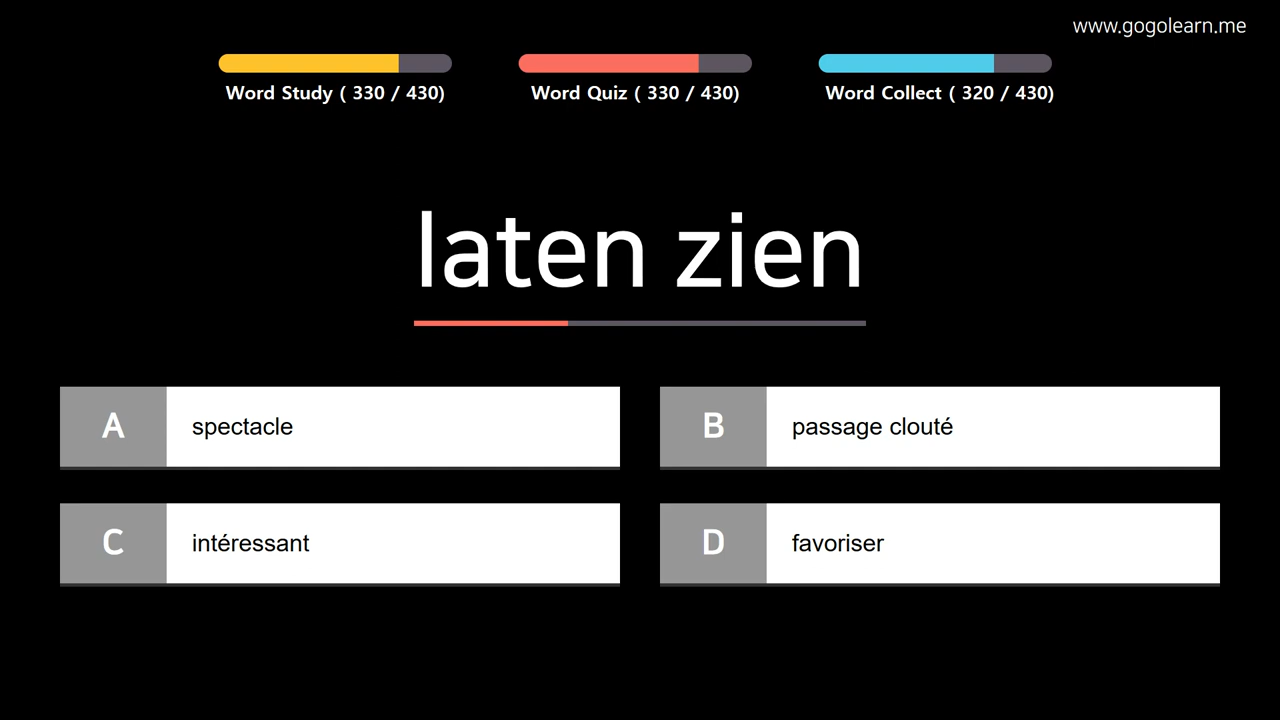 www.gogolearn.me
Word Study ( 330 / 430)
Word Quiz ( 330 / 430)
Word Collect ( 320 / 430)
laten zien
A spectacle
B passage clouté
C intéressant
D favoriser